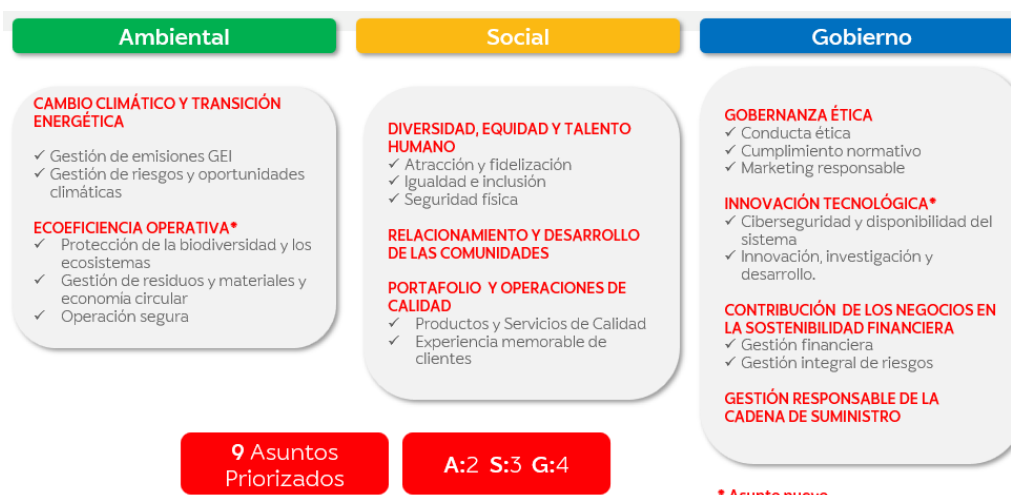 Ambiental
CAMBIO CLIMÁTICO Y TRANSICIÓN
ENERGÉTICA
✓ Gestión de emisiones GEI
✓ Gestión de riesgos y oportunidades
climáticas
ECOEFICIENCIA OPERATIVA*
✓ Protección de la biodiversidad y los
ecosistemas
✓ Gestión de residuos y materiales y
economía circular
✓ Operación segura
Social
DIVERSIDAD, EQUIDAD Y TALENTO
HUMANO
✓ Atracción y fidelización
✓ Igualdad e inclusión
✓ Seguridad física
RELACIONAMIENTO Y DESARROLLO
DE LAS COMUNIDADES
PORTAFOLIO Y OPERACIONES DE
CALIDAD
✓ Productos y Servicios de Calidad
✓ Experiencia memorable de
clientes
Gobierno
GOBERNANZA ÉTICA
✓ Conducta ética
✓ Cumplimiento normativo
✓ Marketing responsable
INNOVACIÓN TECNOLÓGICA*
✓ Ciberseguridad y disponibilidad del
sistema
✓ Innovación, investigación y
desarrollo.
CONTRIBUCIÓN DE LOS NEGOCIOS EN
LA SOSTENIBILIDAD FINANCIERA
✓ Gestión financiera
✓ Gestión integral de riesgos
GESTIÓN RESPONSABLE DE LA
CADENA DE SUMINISTRO
9 Asuntos
Priorizados
A:2 S:3 G:4
* Asunto nuevo